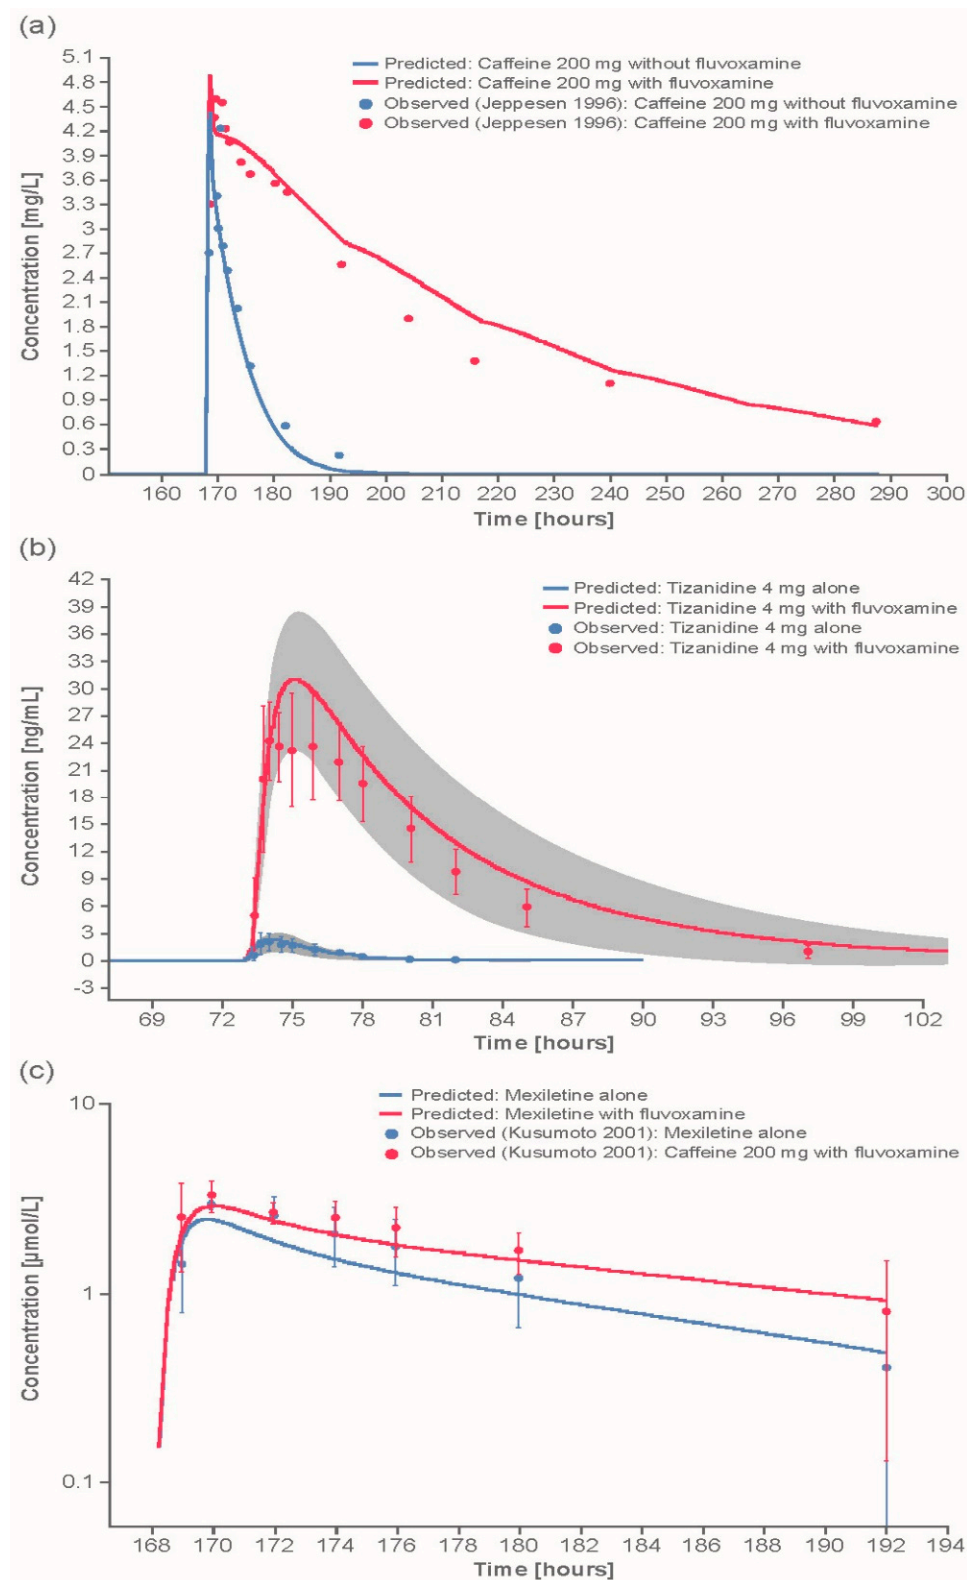 (a)
Predicted: Caffeine 200 mg without fluvoxamine
Predicted: Caffeine 200 mg with fluvoxamine
Observed (Jeppesen 1996): Caffeine 200 mg without fluvoxamine
Observed (Jeppesen 1996): Caffeine 200 mg with fluvoxamine
Concentration [mg/L]
5.1
4.8
4.5
4.2
3.9
3.6
3.3
3
2.7
2.4
2.1
1.8
1.5
1.2
0.9
0.6
0.3
0
160 170 180 190 200 210 220 230 240 250 260 270 280 290 300
Time [hours]
(b)
Predicted: Tizanidine 4 mg alone
Predicted: Tizanidine 4 mg with fluvoxamine
Observed: Tizanidine 4 mg alone
Observed: Tizanidine 4 mg with fluvoxamine
Concentration [ng/mL]
42
39
36
33
30
27
24
21
18
15
12
9
6
3
0
-3
69 72 75 78 81 84 87 90 93 96 99 102
Time [hours]
(c)
Predicted: Mexiletine alone
Predicted: Mexiletine with fluvoxamine
Observed (Kusumoto 2001): Mexiletine alone
Observed (Kusumoto 2001): Caffeine 200 mg with fluvoxamine
Concentration [µmol/L]
10
1
0.1
168 170 172 174 176 178 180 182 184 186 188 190 192 194
Time [hours]